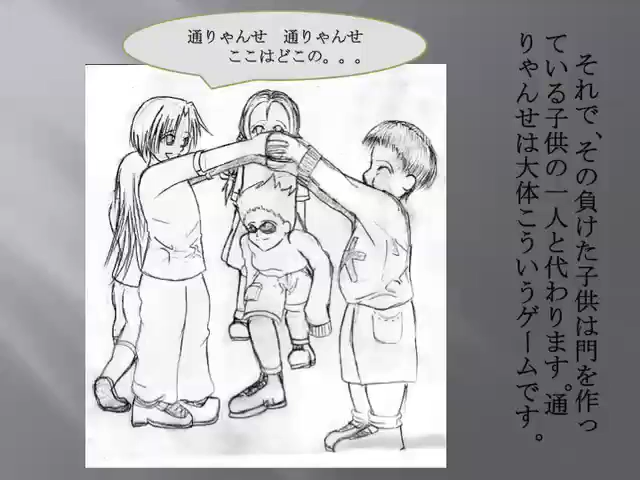 通りゃんせ　通りゃんせ
ここはどこの。。。
それで、その負けた子供は門を作っ
ている子供の一人と代わります。通
りゃんせは大体こういうゲームです。